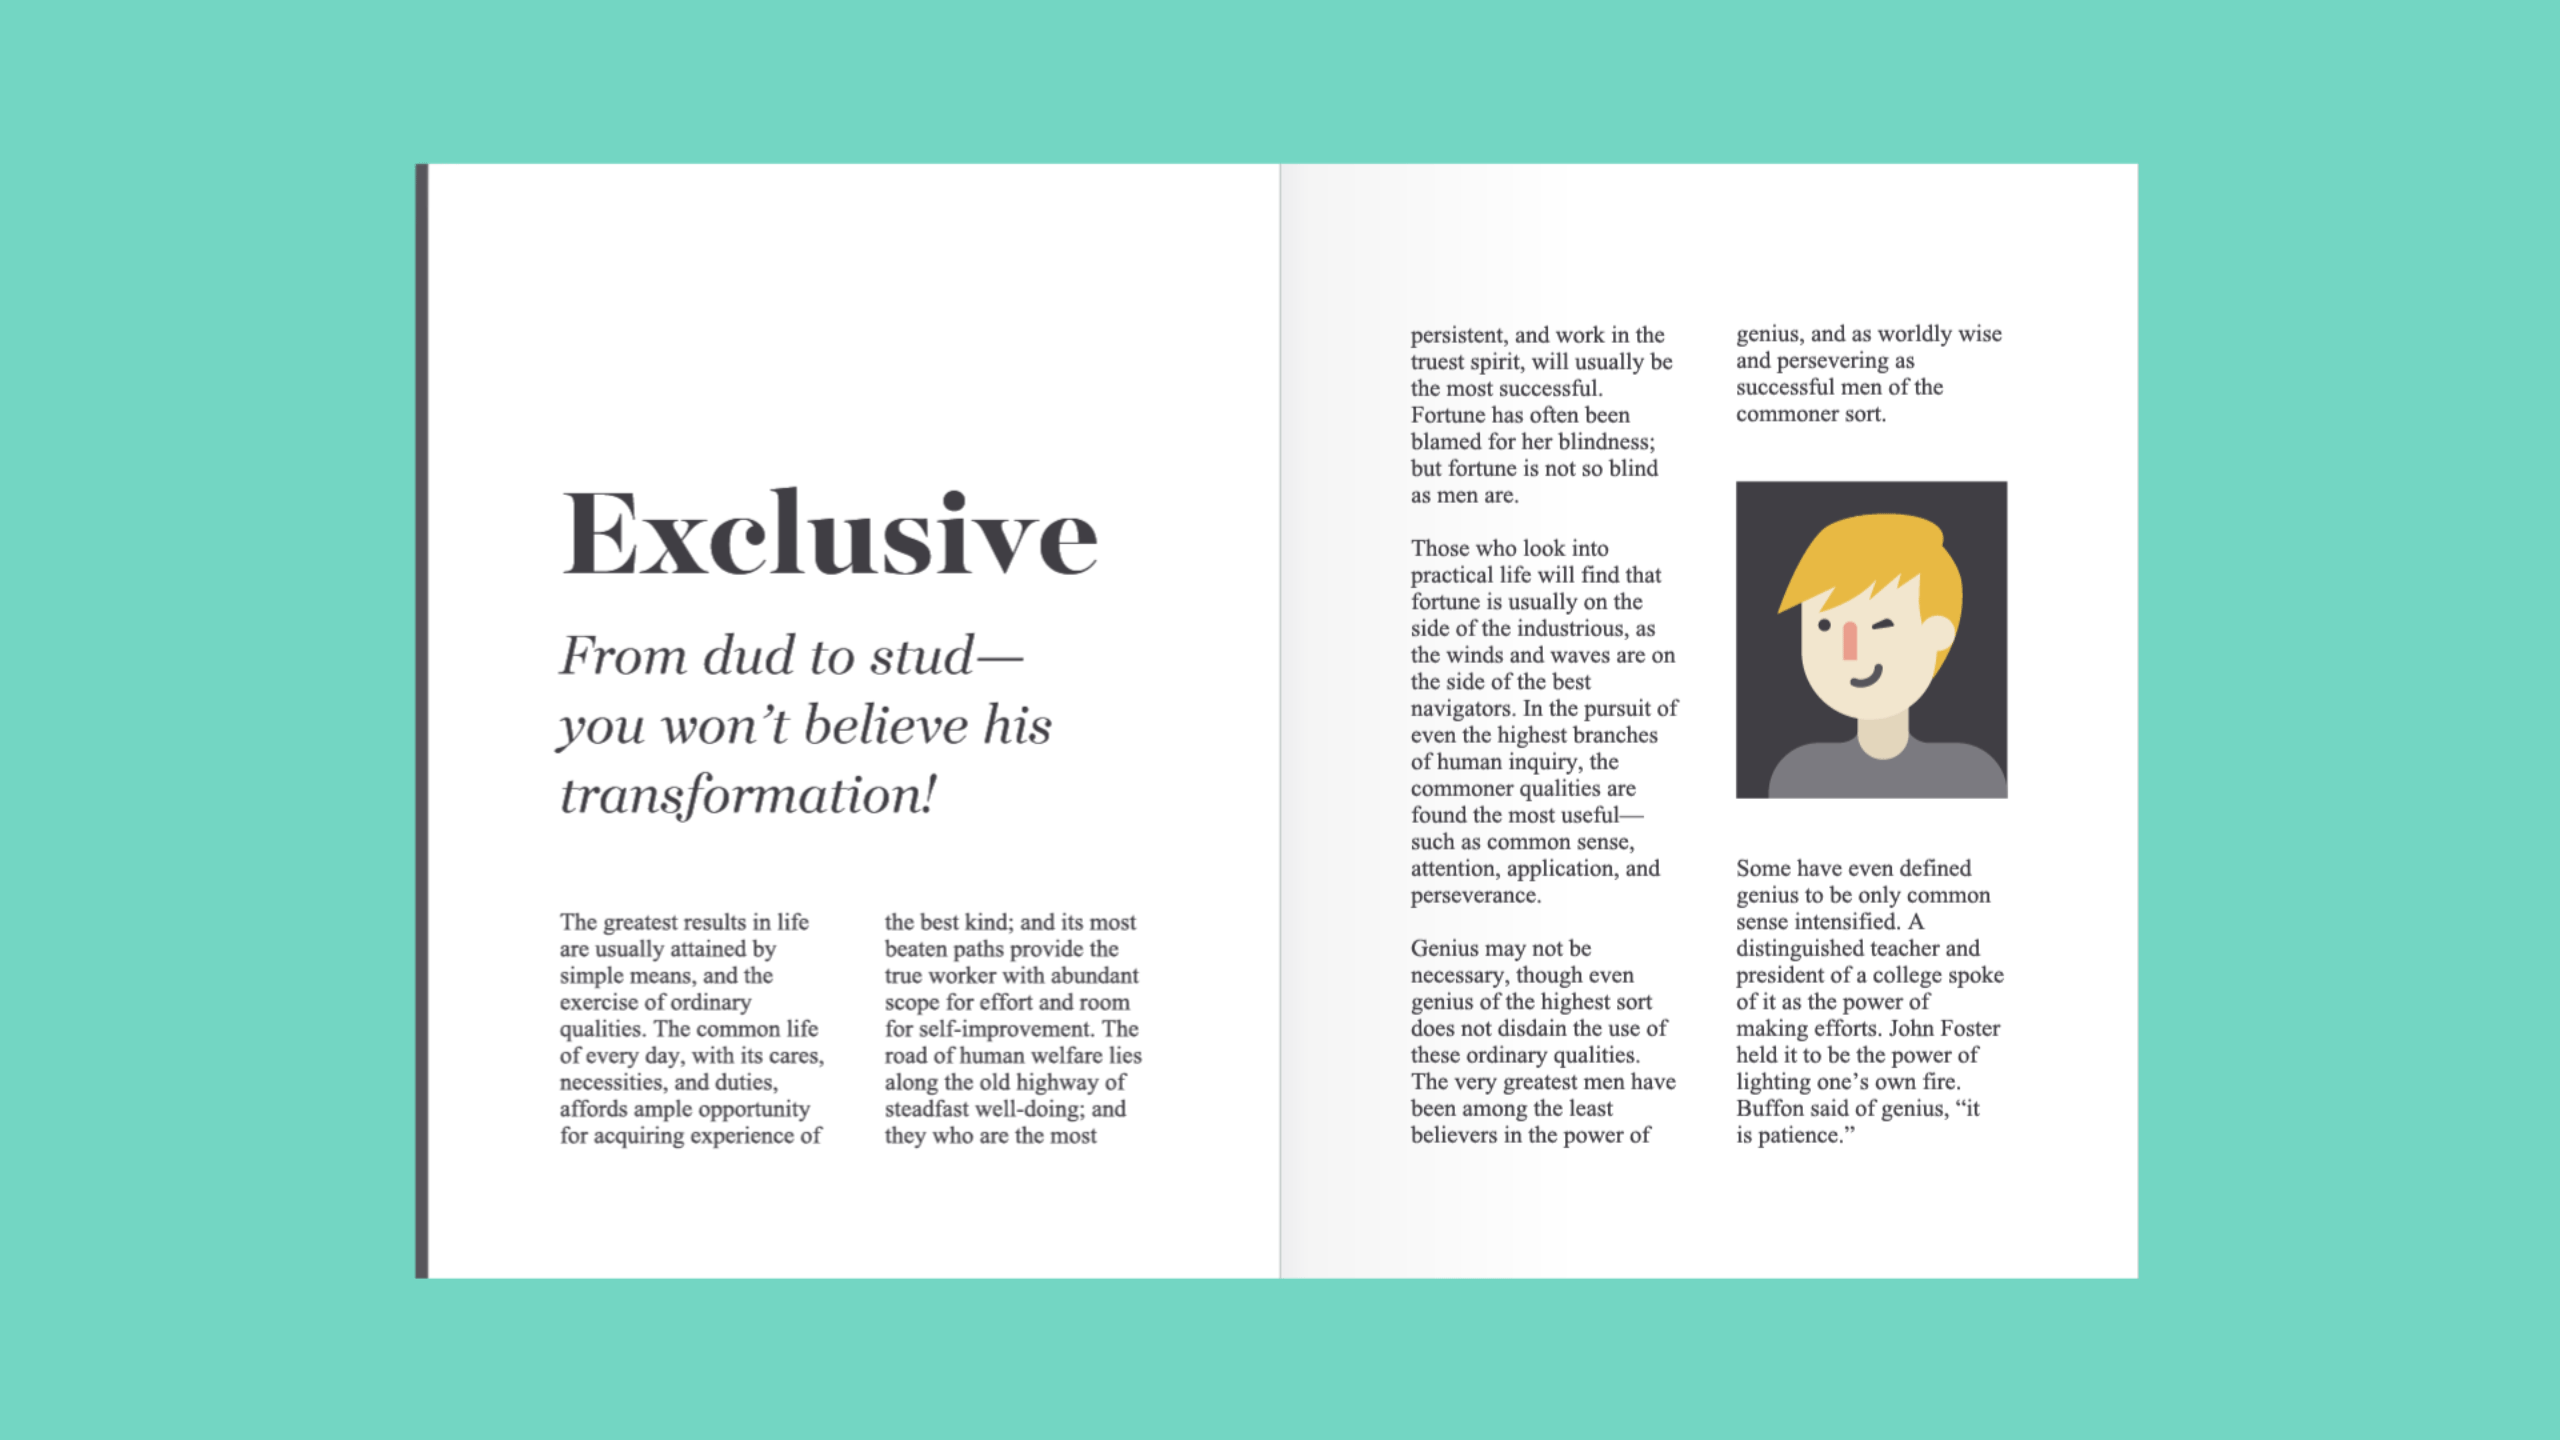 Exclusive
From dud to stud—
you won’t believe his
transformation!
The greatest results in life
are usually attained by
simple means, and the
exercise of ordinary
qualities. The common life
of every day, with its cares,
necessities, and duties,
affords ample opportunity
for acquiring experience of
the best kind; and its most
beaten paths provide the
true worker with abundant
scope for effort and room
for self-improvement. The
road of human welfare lies
along the old highway of
steadfast well-doing; and
they who are the most
persistent, and work in the
truest spirit, will usually be
the most successful.
Fortune has often been
blamed for her blindness;
but fortune is not so blind
as men are.
Those who look into
practical life will find that
fortune is usually on the
side of the industrious, as
the winds and waves are on
the side of the best
navigators. In the pursuit of
even the highest branches
of human inquiry, the
commoner qualities are
found the most useful—
such as common sense,
attention, application, and
perseverance.
Genius may not be
necessary, though even
genius of the highest sort
does not disdain the use of
these ordinary qualities.
The very greatest men have
been among the least
believers in the power of
genius, and as worldly wise
and persevering as
successful men of the
commoner sort.
Some have even defined
genius to be only common
sense intensified. A
distinguished teacher and
president of a college spoke
of it as the power of
making efforts. John Foster
held it to be the power of
lighting one’s own fire.
Buffon said of genius, “it
is patience.”